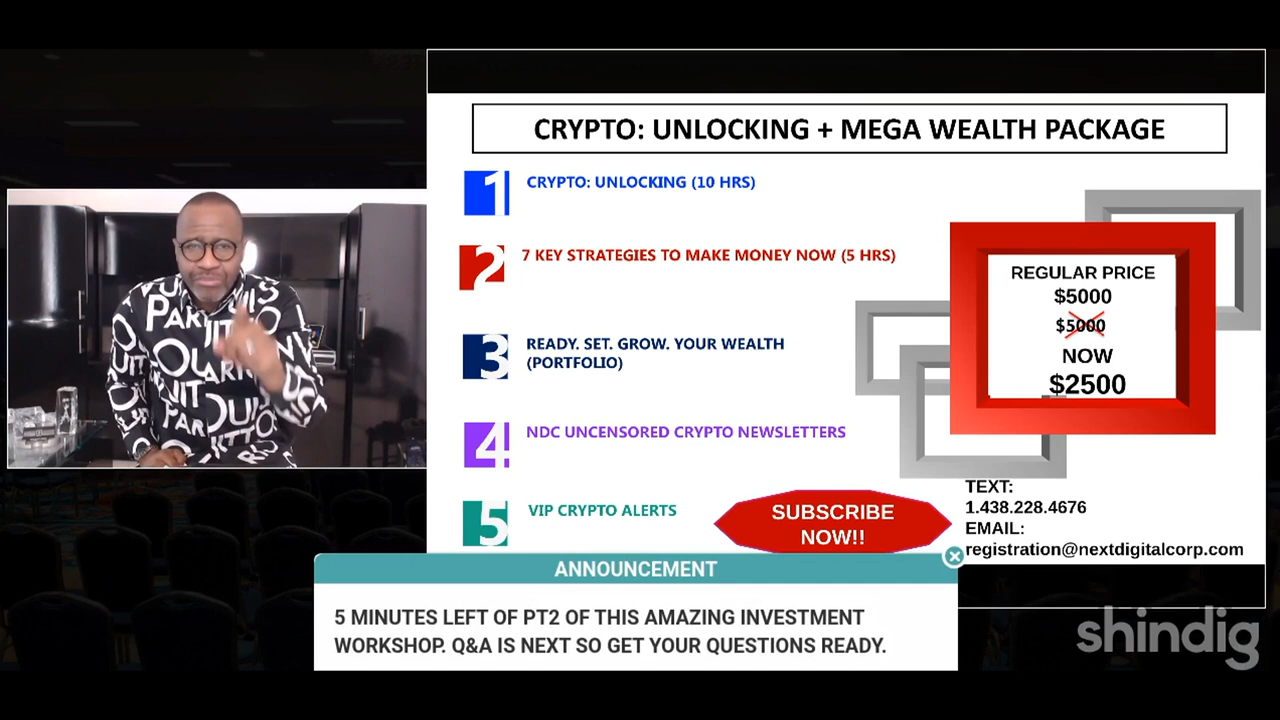 CRYPTO: UNLOCKING + MEGA WEALTH PACKAGE
1 CRYPTO: UNLOCKING (10 HRS)
2 7 KEY STRATEGIES TO MAKE MONEY NOW (5 HRS)
3 READY. SET. GROW. YOUR WEALTH
(PORTFOLIO)
4 NDC UNCENSORED CRYPTO NEWSLETTERS
5 VIP CRYPTO ALERTS
REGULAR PRICE
$5000
$5000
NOW
$2500
SUBSCRIBE
NOW!!
TEXT:
1.438.228.4676
EMAIL:
registration@nextdigitalcorp.com
ANNOUNCEMENT
5 MINUTES LEFT OF PT2 OF THIS AMAZING INVESTMENT
WORKSHOP. Q&A IS NEXT SO GET YOUR QUESTIONS READY.
shindig